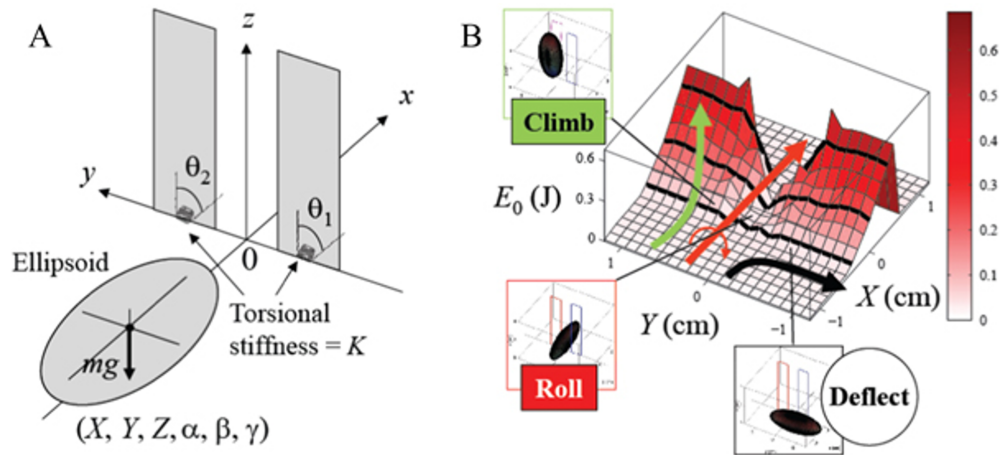 A
z
x
y
θ2
θ1
0
Ellipsoid
Torsional
stiffness = K
mg
(X, Y, Z, α, β, γ)
B
Climb
0.6
0.3
0
E0 (J)
1
0
-1
Y (cm)
1
0
-1
X (cm)
0.6
0.5
0.4
0.3
0.2
0.1
0
Roll
Deflect